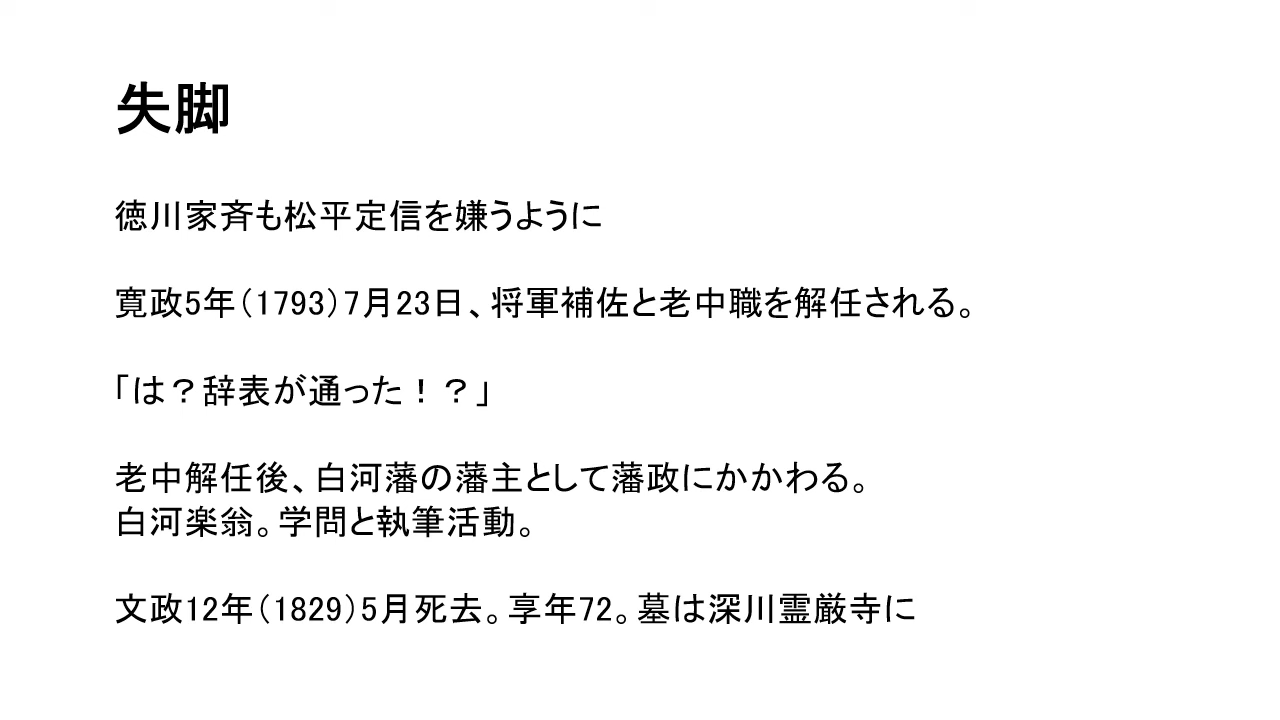 失脚
徳川家斉も松平定信を嫌うように
寛政5年（1793）7月23日、将軍補佐と老中職を解任される。
「は？辞表が通った！？」
老中解任後、白河藩の藩主として藩政にかかわる。
白河楽翁。学問と執筆活動。
文政12年（1829）5月死去。享年72。墓は深川霊厳寺に